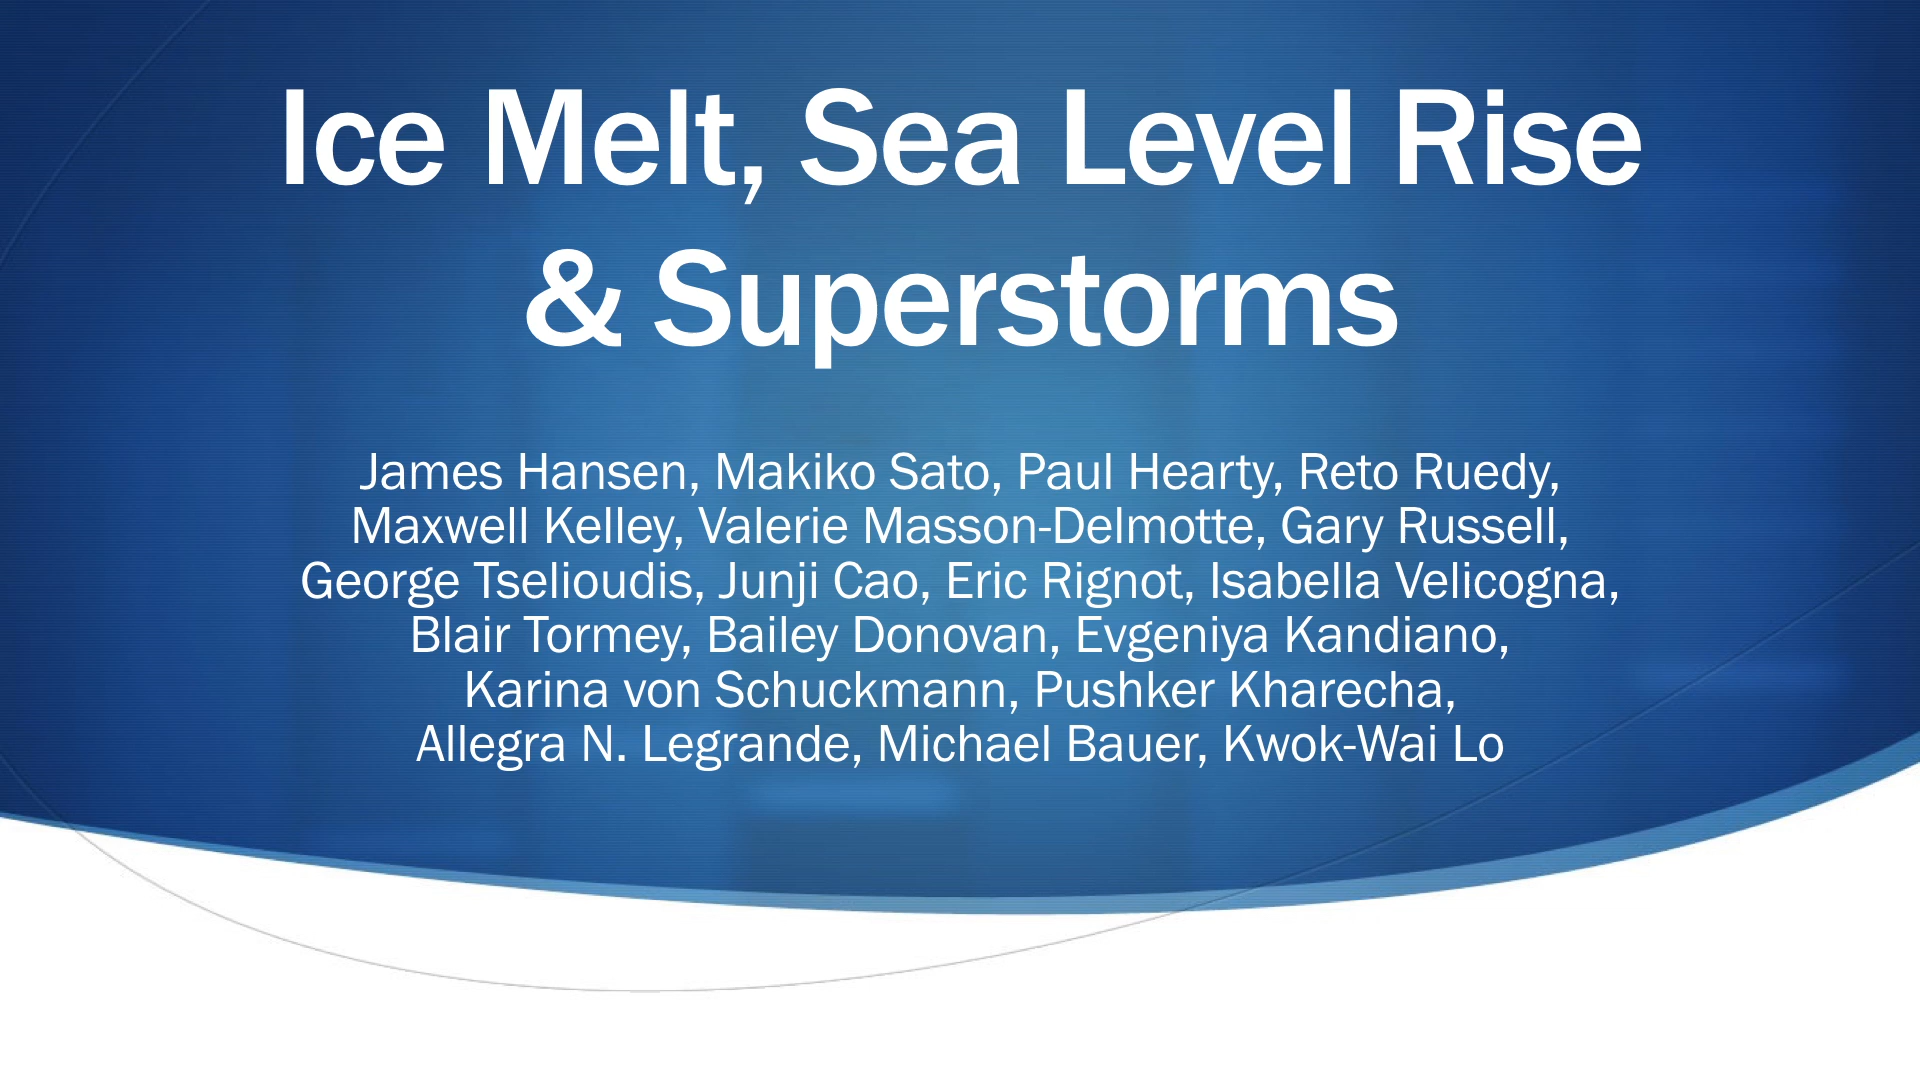 Ice Melt, Sea Level Rise
& Superstorms
James Hansen, Makiko Sato, Paul Hearty, Reto Ruedy,
Maxwell Kelley, Valerie Masson-Delmotte, Gary Russell,
George Tselioudis, Junji Cao, Eric Rignot, Isabella Velicogna,
Blair Tormey, Bailey Donovan, Evgeniya Kandiano,
Karina von Schuckmann, Pushker Kharecha,
Allegra N. Legrande, Michael Bauer, Kwok-Wai Lo